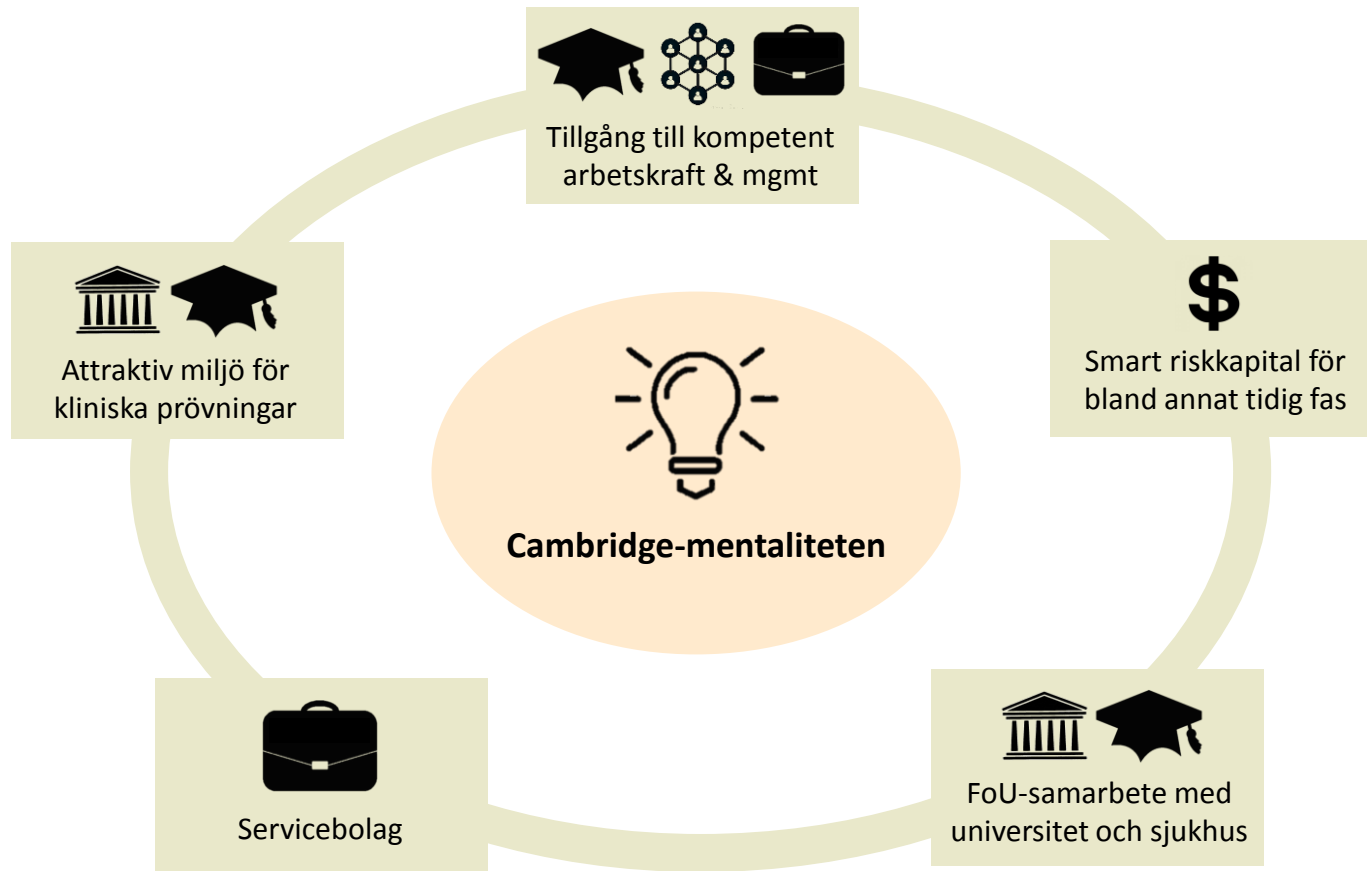 Tillgång till kompetent
arbetskraft & mgmt
Attraktiv miljö för
kliniska prövningar
$
Smart riskkapital för
bland annat tidig fas
Cambridge-mentaliteten
Servicebolag
FoU-samarbete med
universitet och sjukhus